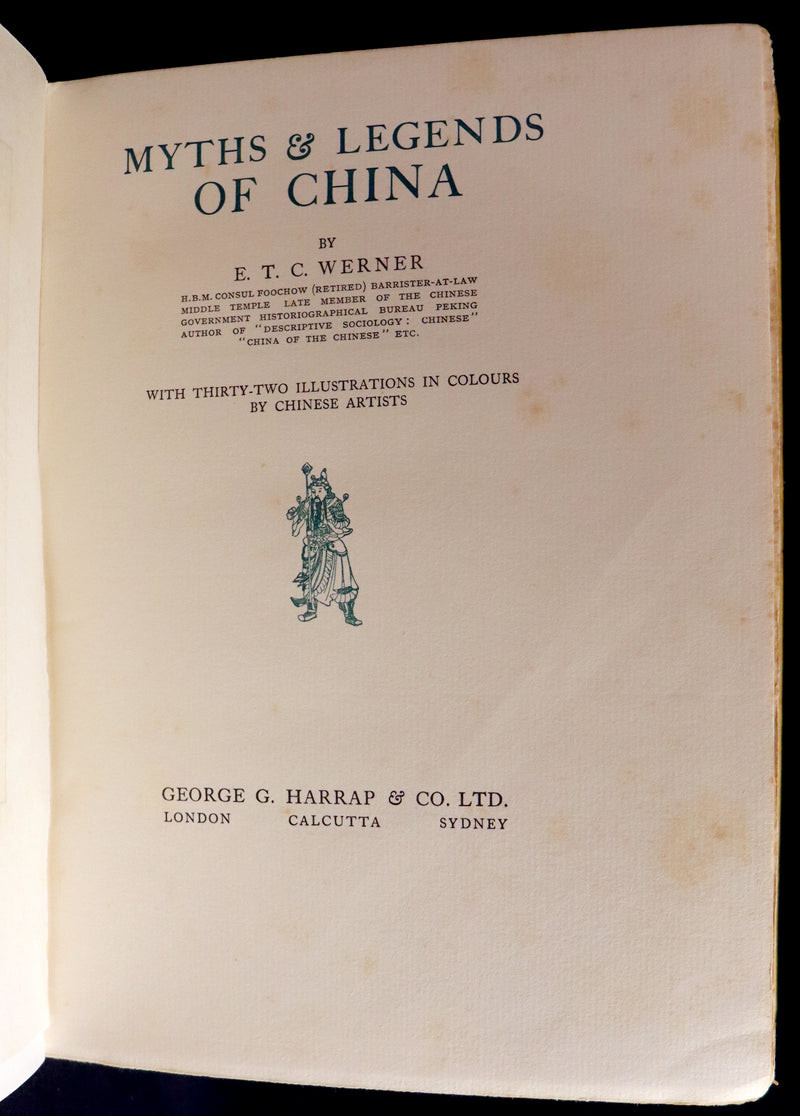 MYTHS & LEGENDS
OF CHINA
BY
E. T. C. WERNER
H.B.M. CONSUL FOOCHOW (RETIRED) BARRISTER-AT-LAW
MIDDLE TEMPLE LATE MEMBER OF THE CHINESE
GOVERNMENT HISTORIOGRAPHICAL BUREAU PEKING
AUTHOR OF "DESCRIPTIVE SOCIOLOGY: CHINESE"
"CHINA OF THE CHINESE" ETC.
WITH THIRTY-TWO ILLUSTRATIONS IN COLOURS
BY CHINESE ARTISTS
GEORGE G. HARRAP & CO. LTD.
LONDON CALCUTTA SYDNEY